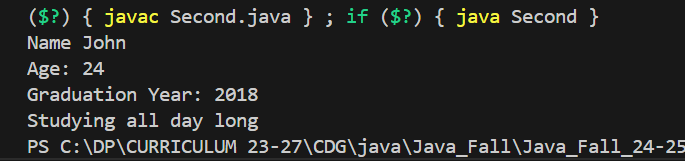 ($?) { javac Second.java } ; if ($?) { java Second }
Name John
Age: 24
Graduation Year: 2018
Studying all day long
PS C:\DP\CURRICULUM 23-27\CDG\java\Java_Fall\Java_Fall_24-25